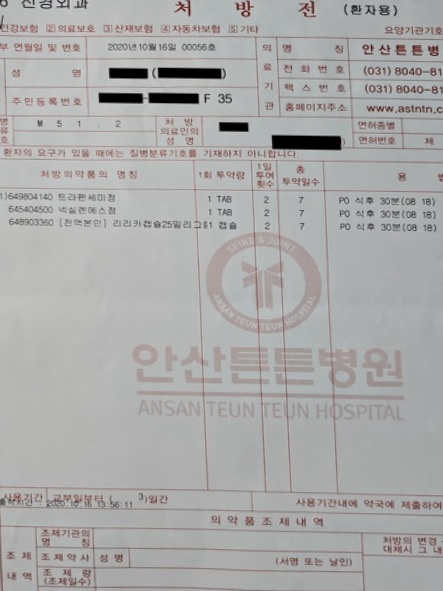 신경외과
처 방 전 (환자용)
건강보험 ②의료보호 ③산재보험 ④자동차보험 ⑤기타 요양기관기호
부 연월일 및 번호 2020년10월16일 00056호
의료기관
명 칭 안산튼튼병
전화번호 (031) 8040-81
팩스번호 (031) 8040-81
홈페이지주소 www.astntn.c
성 명 ( )
주민등록번호 - F 35
분류호 M 5 1 . 2
처 방 의료인의 성 명
면허종별
면허번호 제
환자의 요구가 있을 때에는 질병분류기호를 기재하지 아니합니다.
처방의약품의 명칭 1회 투약량 1일 투여 횟수 총 투약일수 용
1)649804140 트라펜세미정 1 TAB 2 7 PO 식후 30분(08 18)
645404500 넥실렌에스정 1 TAB 2 7 PO 식후 30분(08 18)
648903360 [전액본인] 리리카캡슐25밀리그램 1 캡슐 2 7 PO 식후 30분(08 18)
SPINE & JOINT
ANSAN TEUN TEUN HOSPITAL
안산튼튼병원
ANSAN TEUN TEUN HOSPITAL
사용기간 교부일부터 ( 3)일간 사용기간내에 약국에 제출하여
출력시간 : 2020.10.16 13:56:11
의 약 품 조 제 내 역
조제내역
조제기관의 명 칭
처방의 변경
대체시 그 내
조제약사 성 명 (서명 또는 날인)
조 제 량 (조제일수)